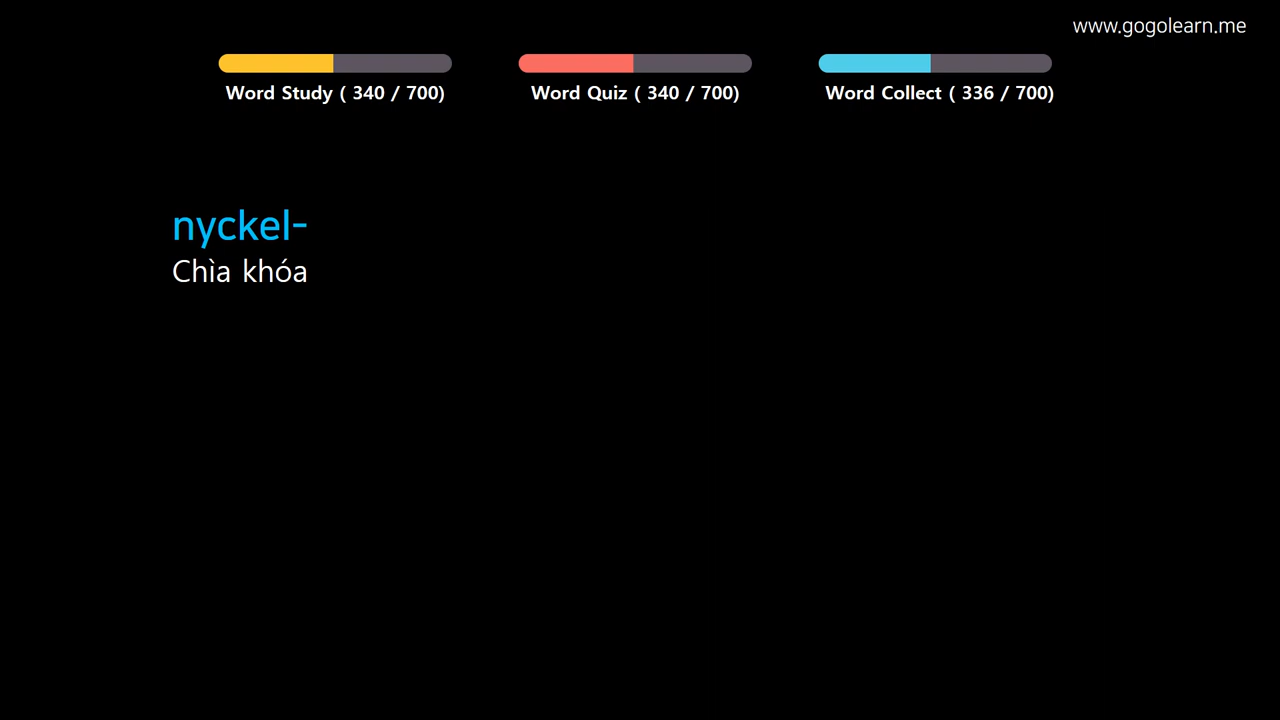 www.gogolearn.me
Word Study ( 340 / 700)
Word Quiz ( 340 / 700)
Word Collect ( 336 / 700)
nyckel-
Chìa khóa